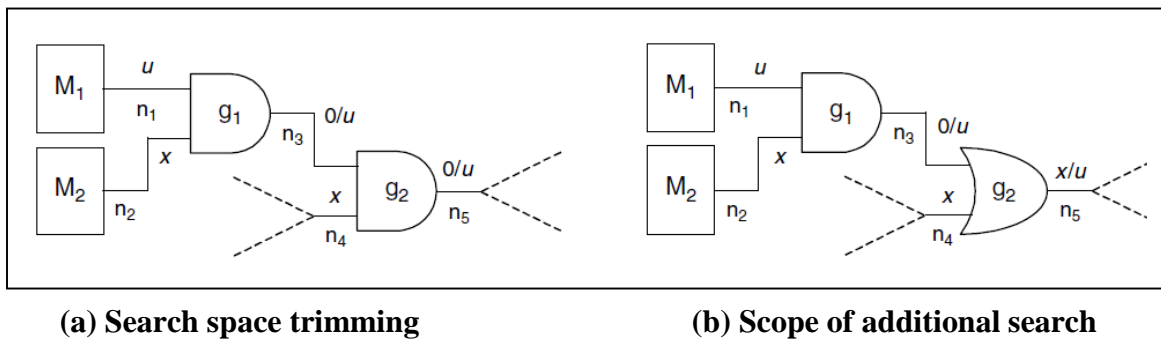 M₁
u
n₁
g₁
M₂
x
n₂
n₃
0/u
x
n₄
g₂
0/u
n₅
M₁
u
n₁
g₁
M₂
x
n₂
n₃
0/u
x
n₄
g₂
x/u
n₅
(a) Search space trimming
(b) Scope of additional search